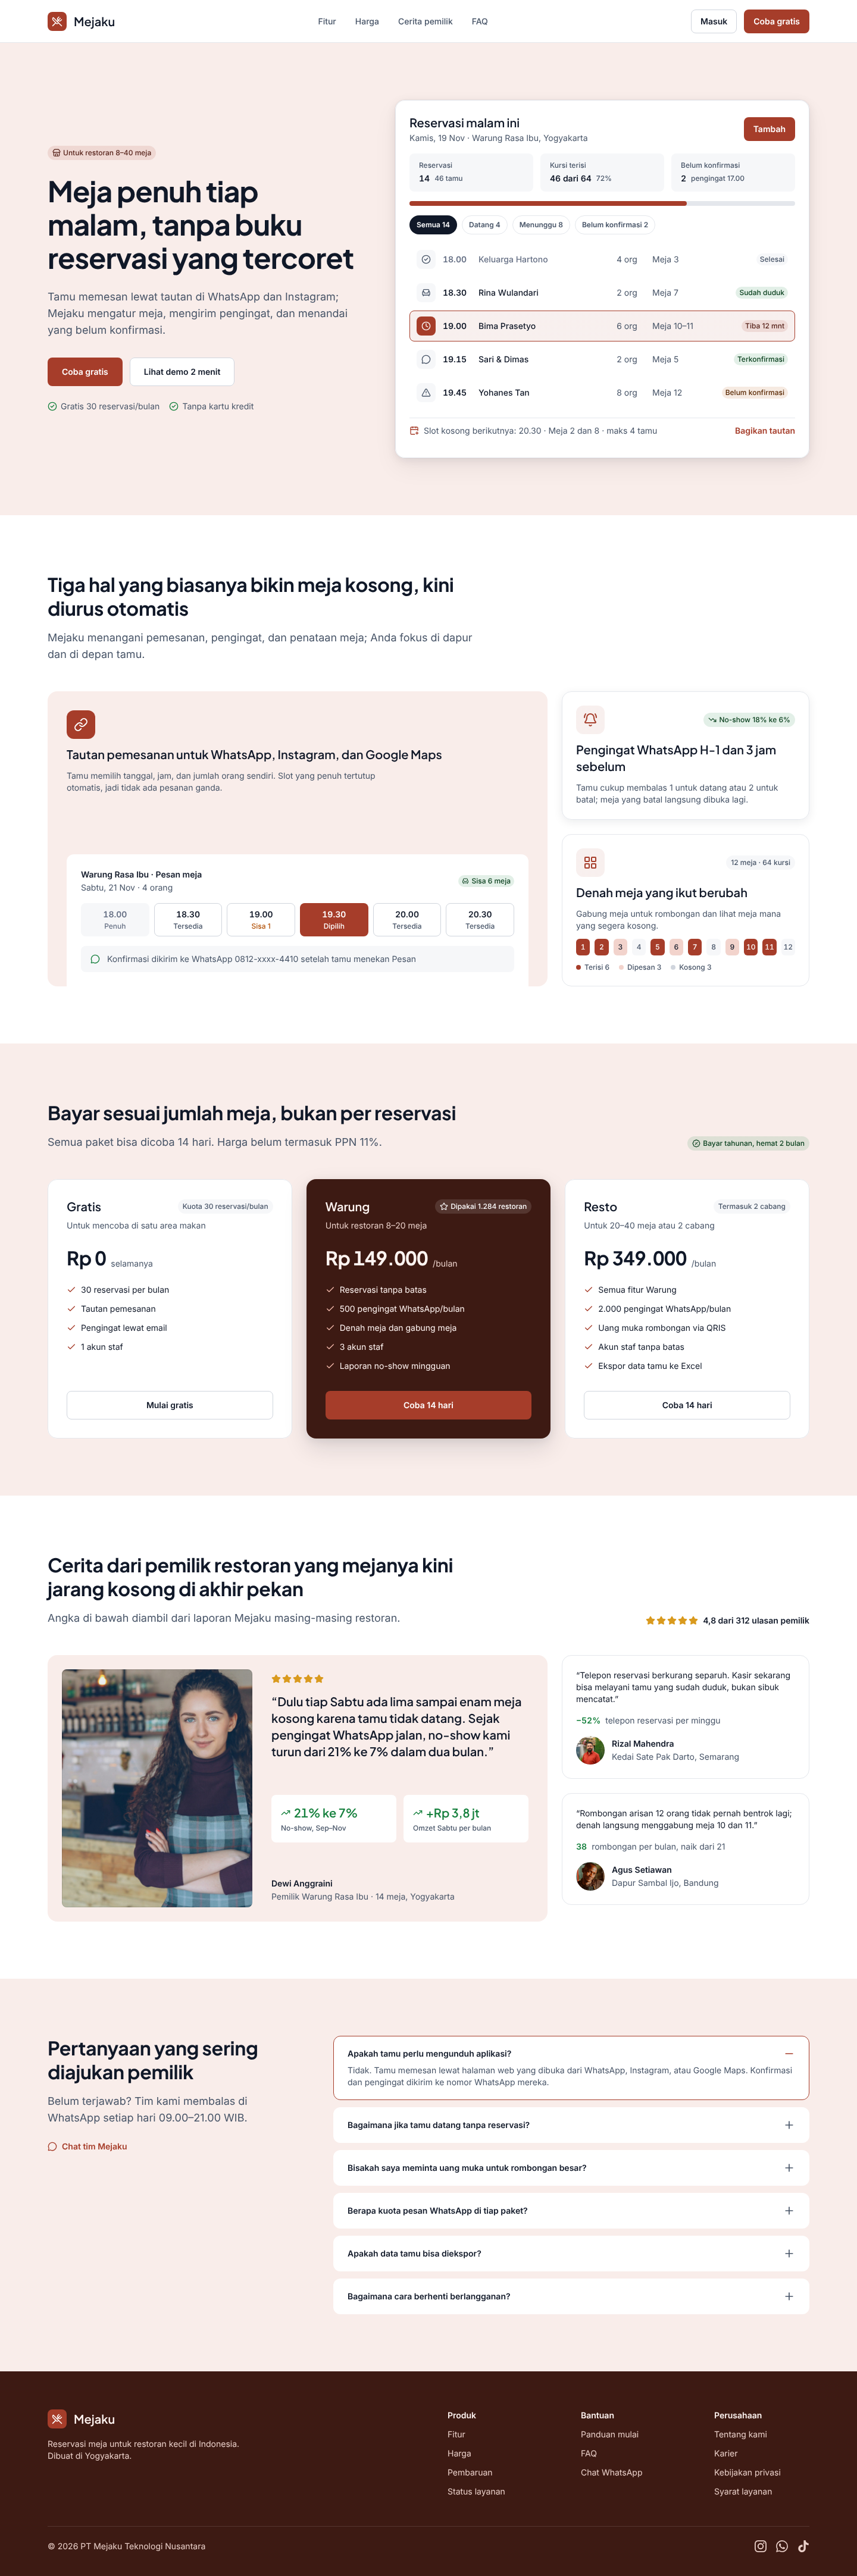 Mejaku
Fitur
Harga
Cerita pemilik
FAQ
Masuk
Coba gratis
Untuk restoran 8–40 meja
Meja penuh tiap
malam, tanpa buku
reservasi yang tercoret
Tamu memesan lewat tautan di WhatsApp dan Instagram;
Mejaku mengatur meja, mengirim pengingat, dan menandai
yang belum konfirmasi.
Coba gratis
Lihat demo 2 menit
Gratis 30 reservasi/bulan
Tanpa kartu kredit
Reservasi malam ini
Kamis, 19 Nov · Warung Rasa Ibu, Yogyakarta
Tambah
Reservasi
14 46 tamu
Kursi terisi
46 dari 64 72%
Belum konfirmasi
2 pengingat 17.00
Semua 14
Datang 4
Menunggu 8
Belum konfirmasi 2
18.00 Keluarga Hartono 4 org Meja 3 Selesai
18.30 Rina Wulandari 2 org Meja 7 Sudah duduk
19.00 Bima Prasetyo 6 org Meja 10–11 Tiba 12 mnt
19.15 Sari & Dimas 2 org Meja 5 Terkonfirmasi
19.45 Yohanes Tan 8 org Meja 12 Belum konfirmasi
Slot kosong berikutnya: 20.30 · Meja 2 dan 8 · maks 4 tamu
Bagikan tautan
Tiga hal yang biasanya bikin meja kosong, kini
diurus otomatis
Mejaku menangani pemesanan, pengingat, dan penataan meja; Anda fokus di dapur
dan di depan tamu.
Tautan pemesanan untuk WhatsApp, Instagram, dan Google Maps
Tamu memilih tanggal, jam, dan jumlah orang sendiri. Slot yang penuh tertutup
otomatis, jadi tidak ada pesanan ganda.
Warung Rasa Ibu · Pesan meja
Sabtu, 21 Nov · 4 orang
Sisa 6 meja
18.00
Penuh
18.30
Tersedia
19.00
Sisa 1
19.30
Dipilih
20.00
Tersedia
20.30
Tersedia
Konfirmasi dikirim ke WhatsApp 0812-xxxx-4410 setelah tamu menekan Pesan
No-show 18% ke 6%
Pengingat WhatsApp H-1 dan 3 jam
sebelum
Tamu cukup membalas 1 untuk datang atau 2 untuk
batal; meja yang batal langsung dibuka lagi.
12 meja · 64 kursi
Denah meja yang ikut berubah
Gabung meja untuk rombongan dan lihat meja mana
yang segera kosong.
1 2 3 4 5 6 7 8 9 10 11 12
Terisi 6
Dipesan 3
Kosong 3
Bayar sesuai jumlah meja, bukan per reservasi
Semua paket bisa dicoba 14 hari. Harga belum termasuk PPN 11%.
Bayar tahunan, hemat 2 bulan
Gratis
Kuota 30 reservasi/bulan
Untuk mencoba di satu area makan
Rp 0 selamanya
30 reservasi per bulan
Tautan pemesanan
Pengingat lewat email
1 akun staf
Mulai gratis
Warung
Dipakai 1.284 restoran
Untuk restoran 8–20 meja
Rp 149.000 /bulan
Reservasi tanpa batas
500 pengingat WhatsApp/bulan
Denah meja dan gabung meja
3 akun staf
Laporan no-show mingguan
Coba 14 hari
Resto
Termasuk 2 cabang
Untuk 20–40 meja atau 2 cabang
Rp 349.000 /bulan
Semua fitur Warung
2.000 pengingat WhatsApp/bulan
Uang muka rombongan via QRIS
Akun staf tanpa batas
Ekspor data tamu ke Excel
Coba 14 hari
Cerita dari pemilik restoran yang mejanya kini
jarang kosong di akhir pekan
Angka di bawah diambil dari laporan Mejaku masing-masing restoran.
4,8 dari 312 ulasan pemilik
“Dulu tiap Sabtu ada lima sampai enam meja
kosong karena tamu tidak datang. Sejak
pengingat WhatsApp jalan, no-show kami
turun dari 21% ke 7% dalam dua bulan.”
21% ke 7%
No-show, Sep–Nov
+Rp 3,8 jt
Omzet Sabtu per bulan
Dewi Anggraini
Pemilik Warung Rasa Ibu · 14 meja, Yogyakarta
“Telepon reservasi berkurang separuh. Kasir sekarang
bisa melayani tamu yang sudah duduk, bukan sibuk
mencatat.”
−52% telepon reservasi per minggu
Rizal Mahendra
Kedai Sate Pak Darto, Semarang
“Rombongan arisan 12 orang tidak pernah bentrok lagi;
denah langsung menggabung meja 10 dan 11.”
38 rombongan per bulan, naik dari 21
Agus Setiawan
Dapur Sambal Ijo, Bandung
Pertanyaan yang sering
diajukan pemilik
Belum terjawab? Tim kami membalas di
WhatsApp setiap hari 09.00–21.00 WIB.
Chat tim Mejaku
Apakah tamu perlu mengunduh aplikasi?
Tidak. Tamu memesan lewat halaman web yang dibuka dari WhatsApp, Instagram, atau Google Maps. Konfirmasi
dan pengingat dikirim ke nomor WhatsApp mereka.
Bagaimana jika tamu datang tanpa reservasi?
Bisakah saya meminta uang muka untuk rombongan besar?
Berapa kuota pesan WhatsApp di tiap paket?
Apakah data tamu bisa diekspor?
Bagaimana cara berhenti berlangganan?
Mejaku
Reservasi meja untuk restoran kecil di Indonesia.
Dibuat di Yogyakarta.
Produk
Fitur
Harga
Pembaruan
Status layanan
Bantuan
Panduan mulai
FAQ
Chat WhatsApp
Perusahaan
Tentang kami
Karier
Kebijakan privasi
Syarat layanan
© 2026 PT Mejaku Teknologi Nusantara